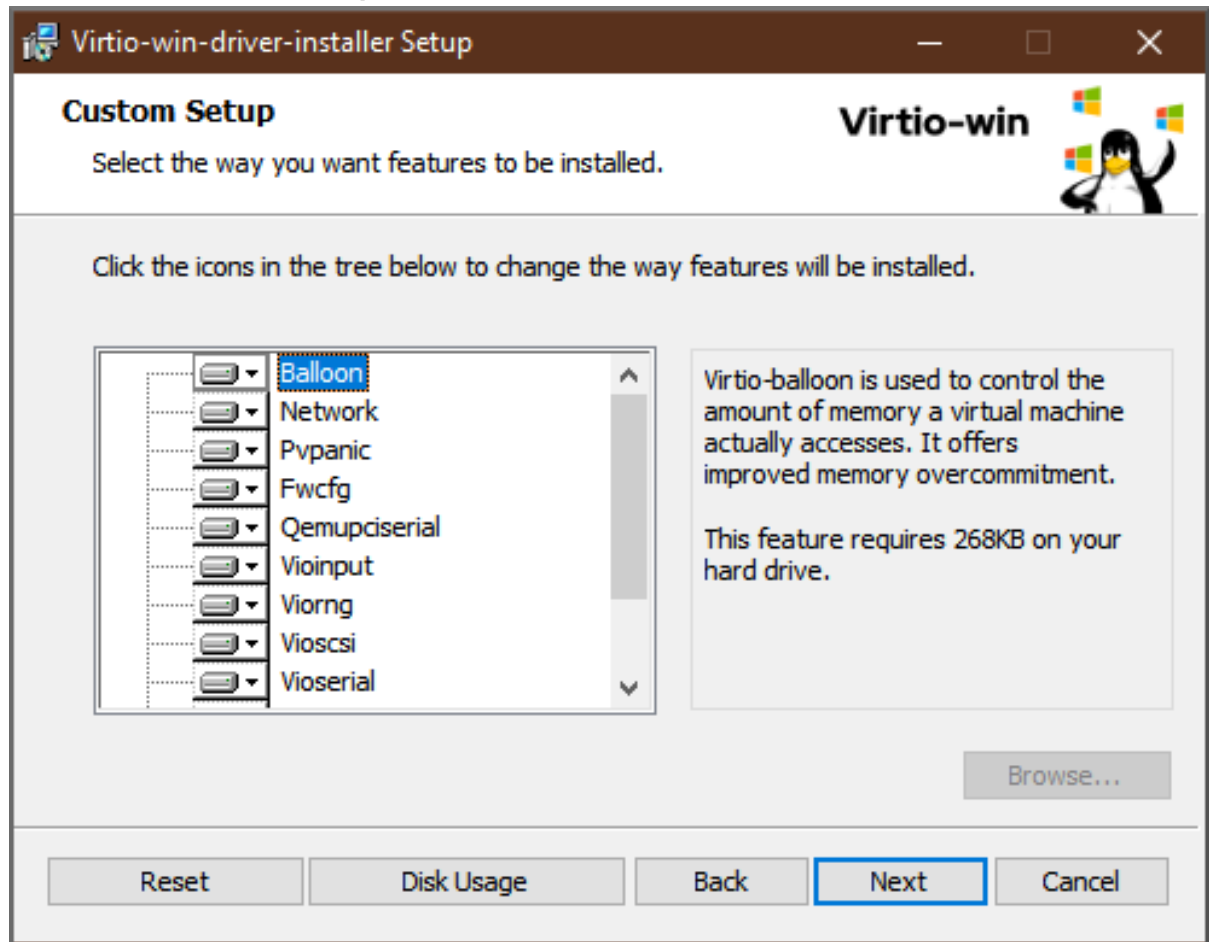 Virtio-win-driver-installer Setup
Custom Setup
Virtio-win
Select the way you want features to be installed.
Click the icons in the tree below to change the way features will be installed.
Balloon
Network
Pvpanic
Fwcfg
Qemupciserial
Vioinput
Viorng
Vioscsi
Vioserial
Virtio-balloon is used to control the
amount of memory a virtual machine
actually accesses. It offers
improved memory overcommitment.
This feature requires 268KB on your
hard drive.
Browse...
Reset
Disk Usage
Back
Next
Cancel